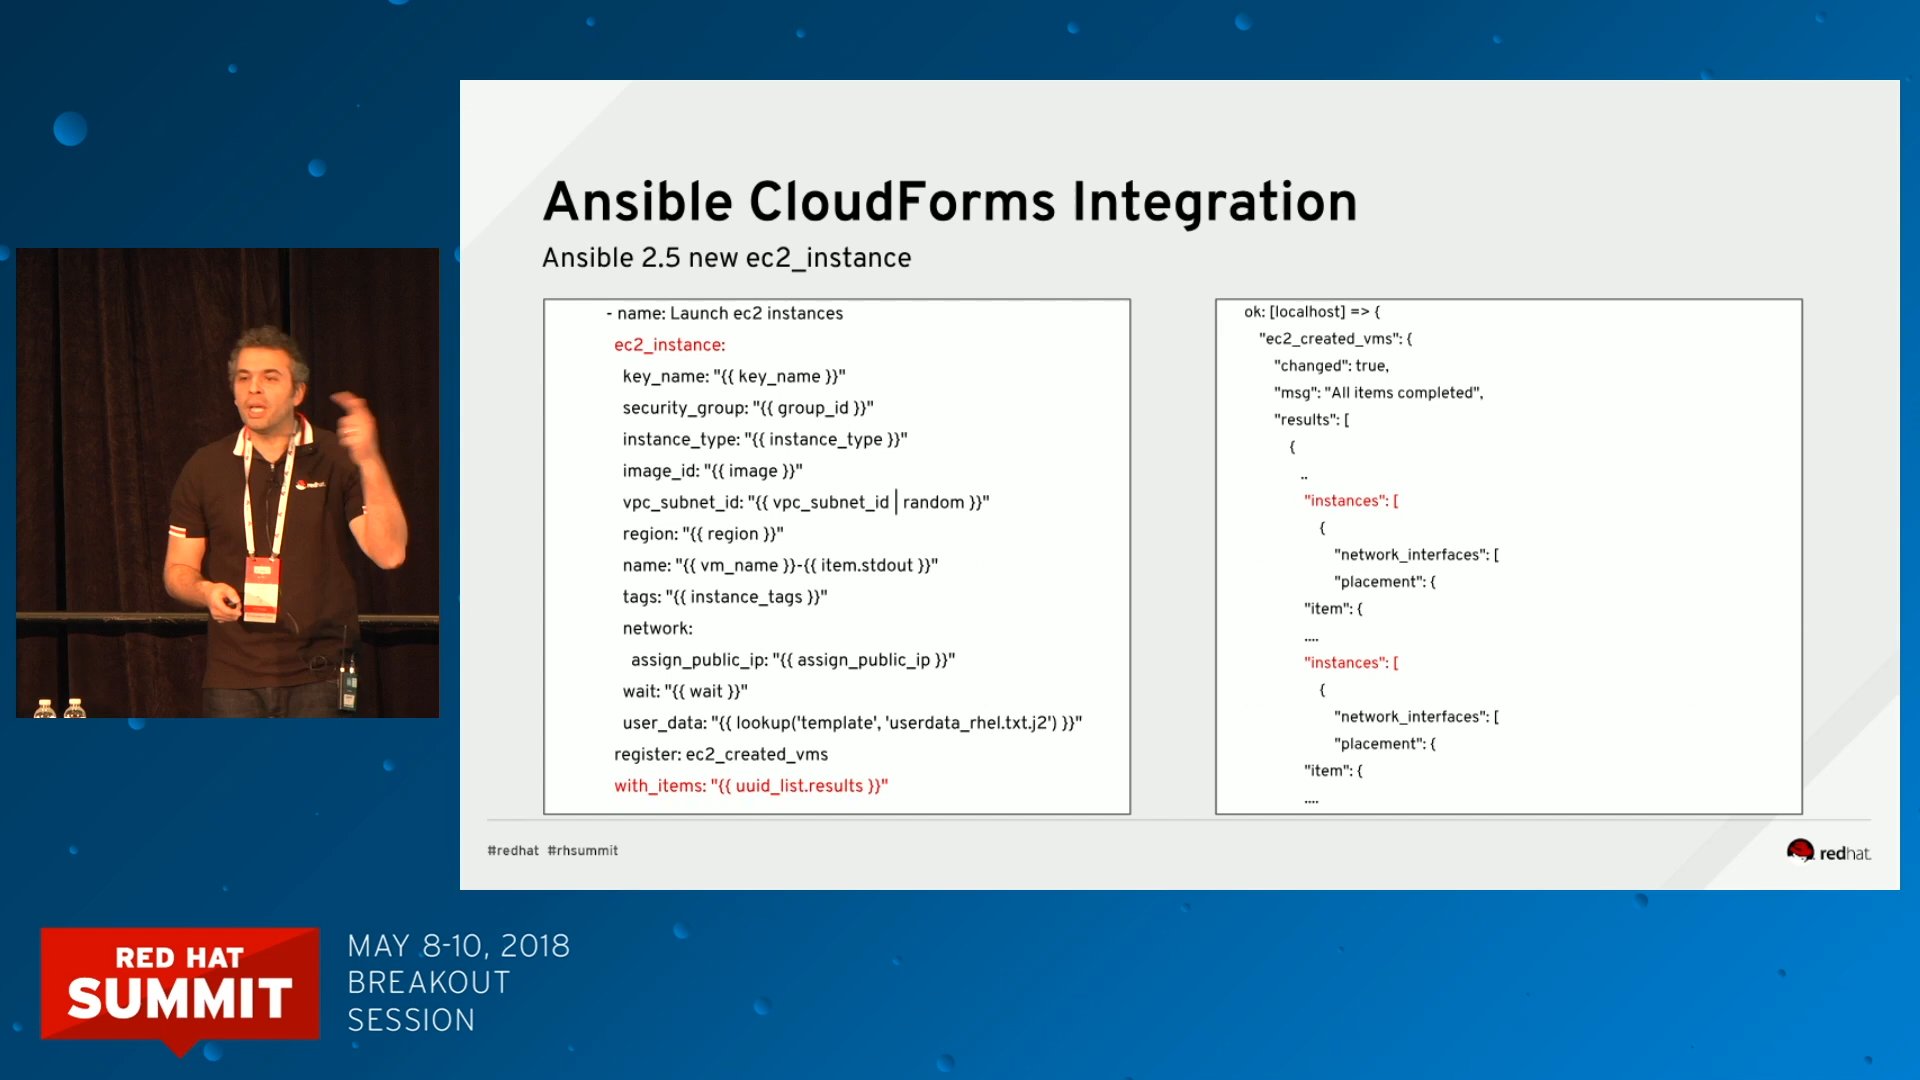 Ansible CloudForms Integration
Ansible 2.5 new ec2_instance
- name: Launch ec2 instances
ec2_instance:
key_name: "{{ key_name }}"
security_group: "{{ group_id }}"
instance_type: "{{ instance_type }}"
image_id: "{{ image }}"
vpc_subnet_id: "{{ vpc_subnet_id | random }}"
region: "{{ region }}"
name: "{{ vm_name }}-{{ item.stdout }}"
tags: "{{ instance_tags }}"
network:
assign_public_ip: "{{ assign_public_ip }}"
wait: "{{ wait }}"
user_data: "{{ lookup('template', 'userdata_rhel.txt.j2') }}"
register: ec2_created_vms
with_items: "{{ uuid_list.results }}"
ok: [localhost] => {
"ec2_created_vms": {
"changed": true,
"msg": "All items completed",
"results": [
{
..
"instances": [
{
"network_interfaces": [
"placement": {
"item": {
....
"instances": [
{
"network_interfaces": [
"placement": {
"item": {
....
#redhat #rhsummit
redhat.
redhat.
RED HAT
SUMMIT
MAY 8-10, 2018
BREAKOUT
SESSION